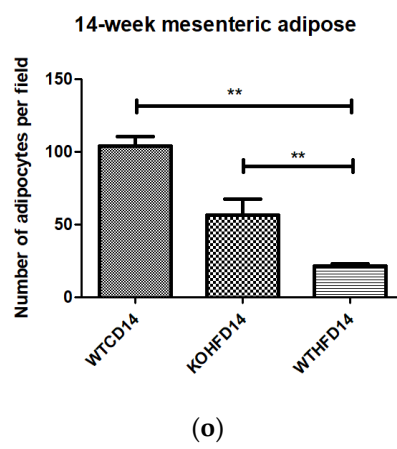 14-week mesenteric adipose
Number of adipocytes per field
150
100
50
0
**
**
WTCD14
KOHFD14
WTHFD14
(o)